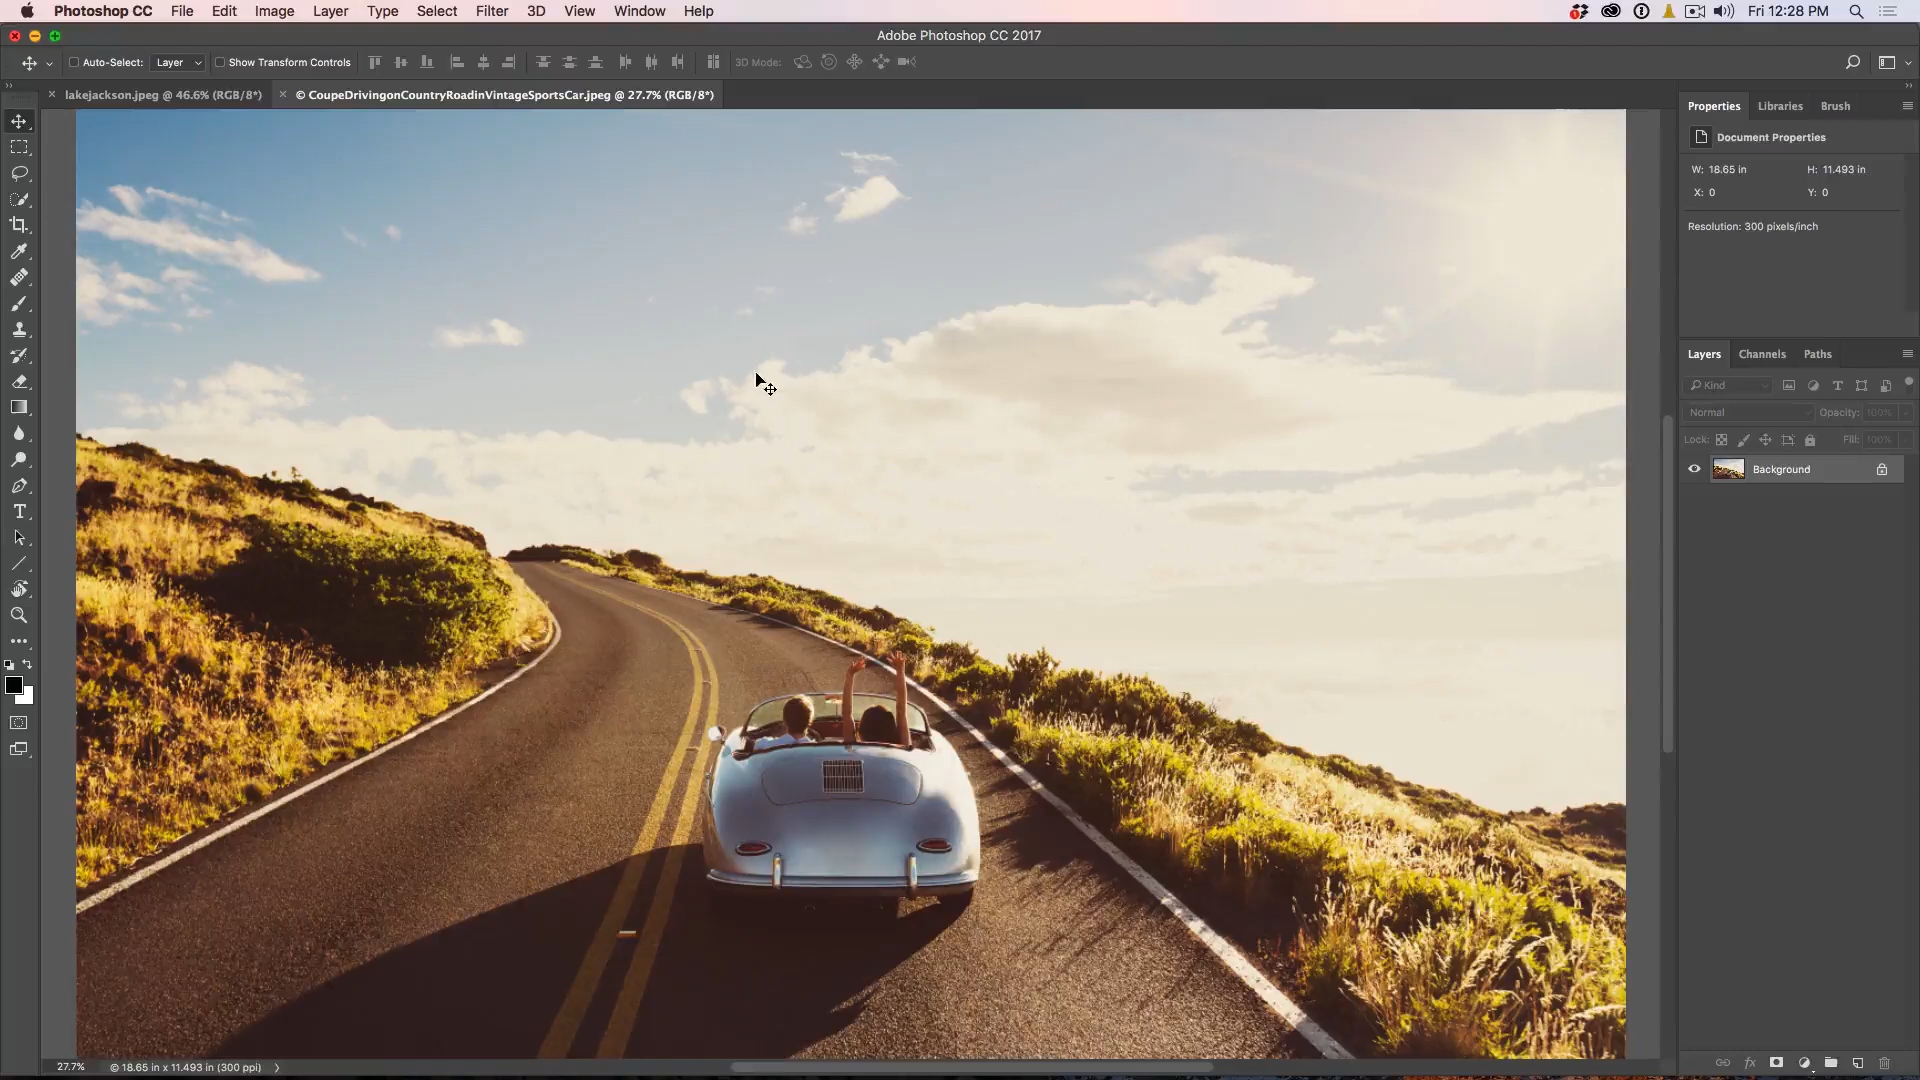 Photoshop CC File Edit Image Layer Type Select Filter 3D View Window Help Fri 12:28 PM
Adobe Photoshop CC 2017
Auto-Select: Layer Show Transform Controls 3D Mode:
lakejackson.jpeg @ 46.6% (RGB/8*) © CoupeDrivingonCountryRoadinVintageSportsCar.jpeg @ 27.7% (RGB/8*)
Properties Libraries Brush
Document Properties
W: 18.65 in H: 11.493 in
X: 0 Y: 0
Resolution: 300 pixels/inch
Layers Channels Paths
Kind
Normal Opacity: 100%
Lock: Fill: 100%
Background
27.7% © 18.65 in x 11.493 in (300 ppi)